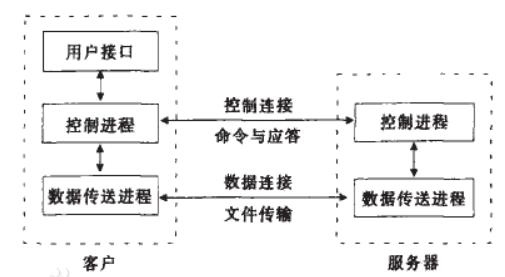 用户接口
控制连接
控制进程
控制进程
命令与应答
数据连接
数据传送进程
数据传送进程
文件传输
客户
服务器